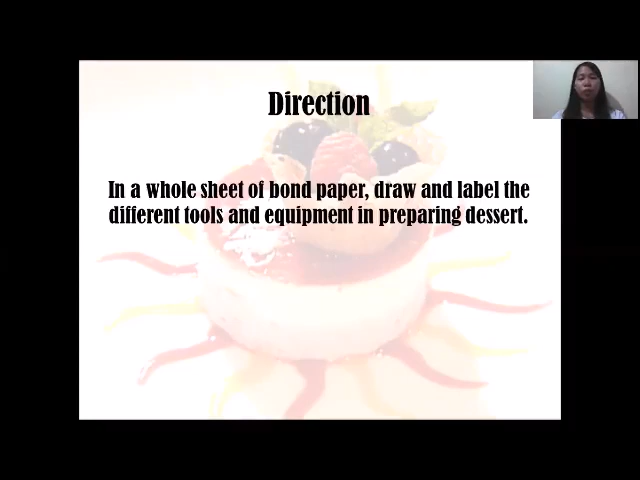 Direction
In a whole sheet of bond paper, draw and label the
different tools and equipment in preparing dessert.